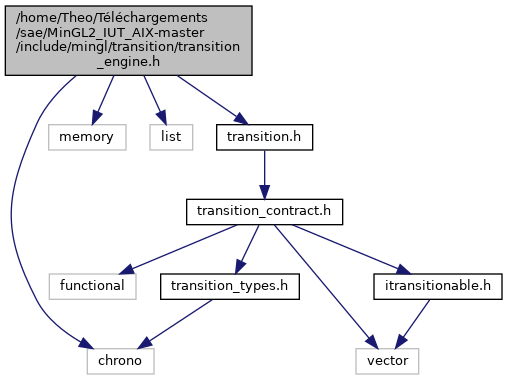 /home/Theo/Téléchargements
/sae/MinGL2_IUT_AIX-master
/include/mingl/transition/transition
_engine.h
memory
list
transition.h
transition_contract.h
functional
transition_types.h
itransitionable.h
chrono
vector